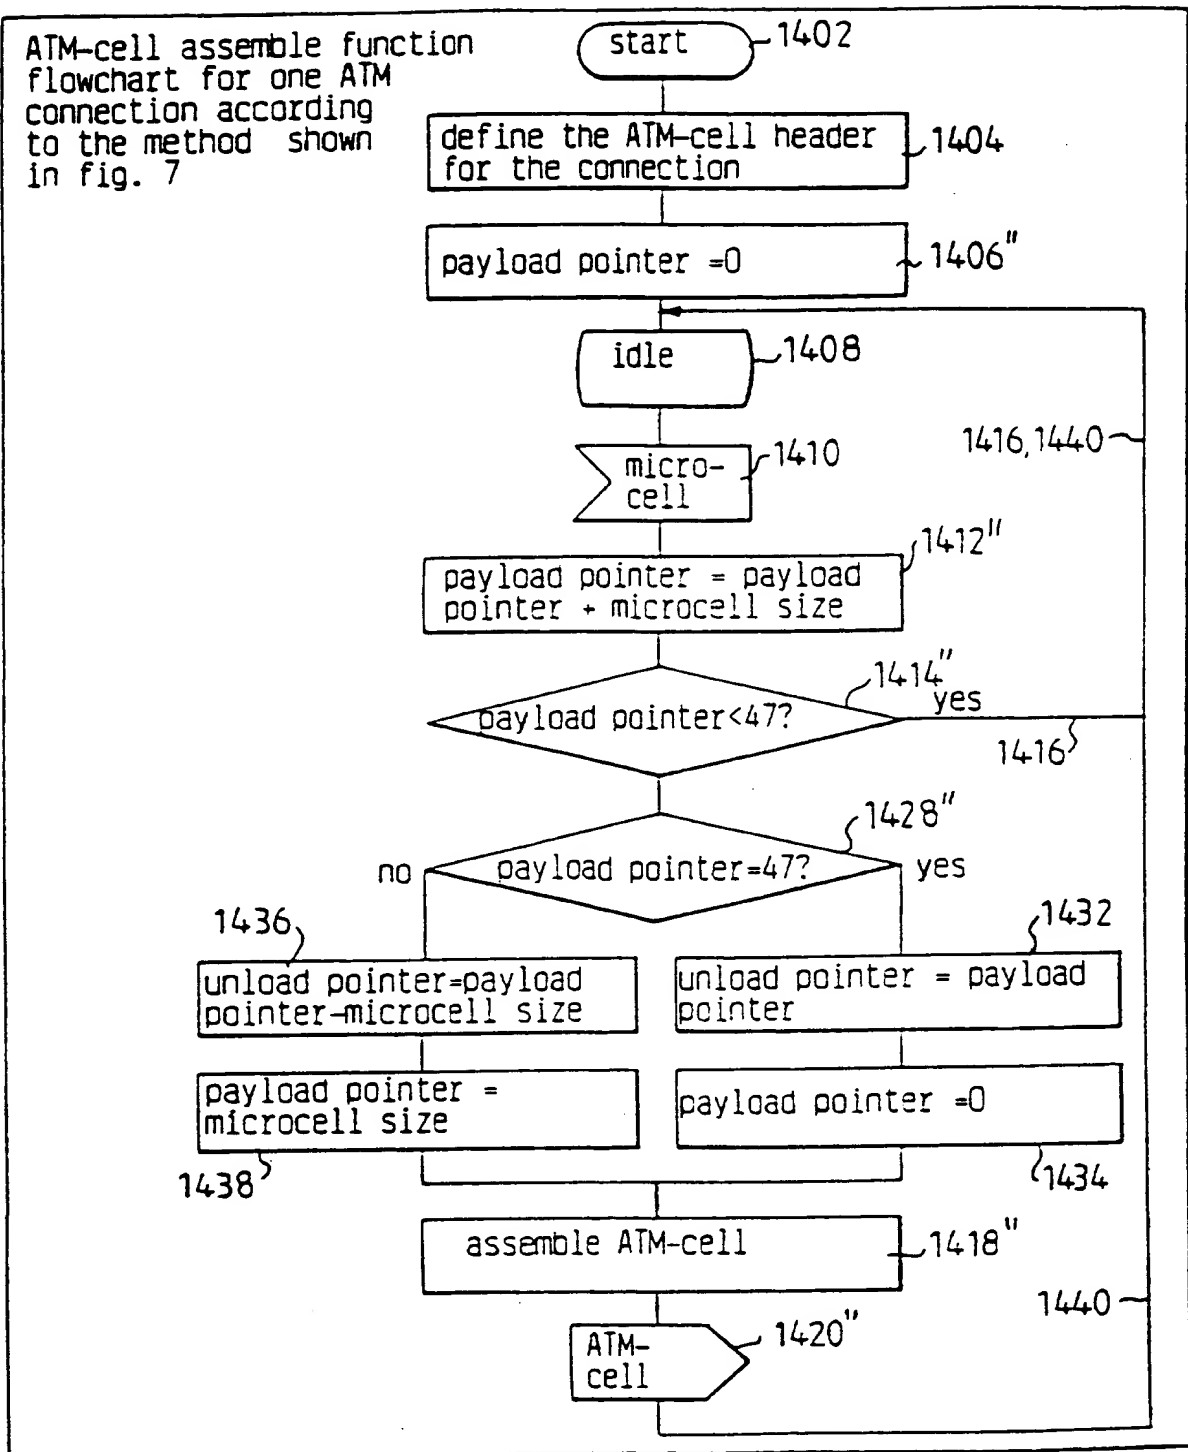 ATM-cell assemble function
flowchart for one ATM
connection according
to the method shown
in fig. 7
start
1402
define the ATM-cell header
for the connection
1404
payload pointer =0
1406"
idle
1408
1416,1440
micro-
cell
1410
1412"
payload pointer = payload
pointer + microcell size
1414"
payload pointer<47?
yes
1416
1428"
no
payload pointer=47?
yes
1436
1432
unload pointer=payload
pointer-microcell size
unload pointer = payload
pointer
payload pointer =
microcell size
payload pointer =0
1438
1434
assemble ATM-cell
1418"
1440
ATM-
cell
1420"